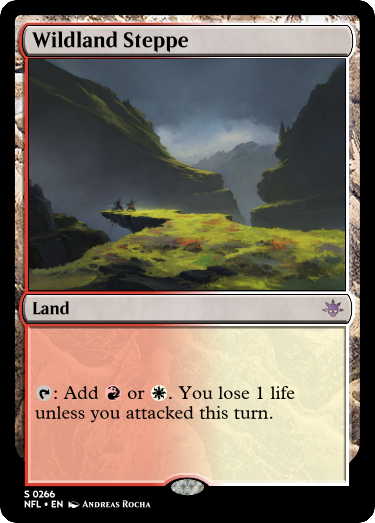 Wildland Steppe
Land
: Add or . You lose 1 life
unless you attacked this turn.
S 0266
NFL • EN Andreas Rocha